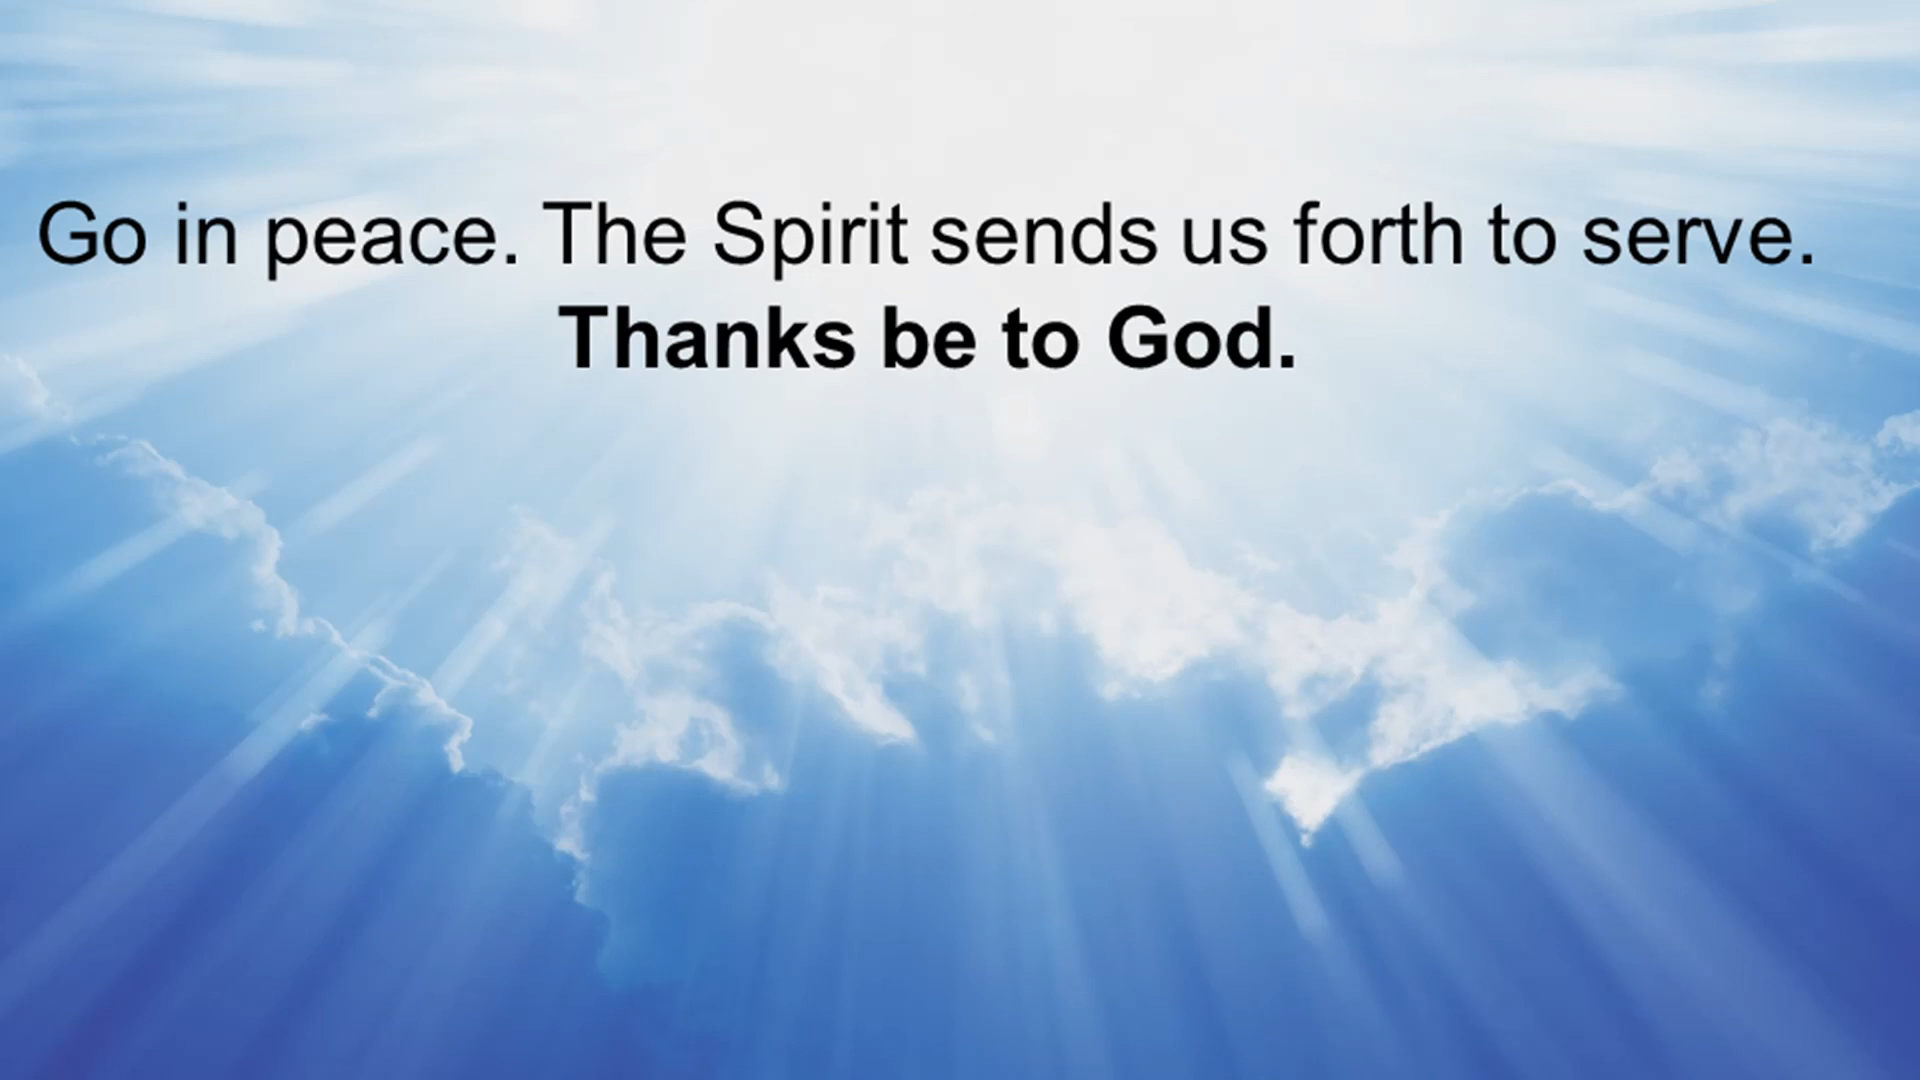 Go in peace. The Spirit sends us forth to serve.
Thanks be to God.